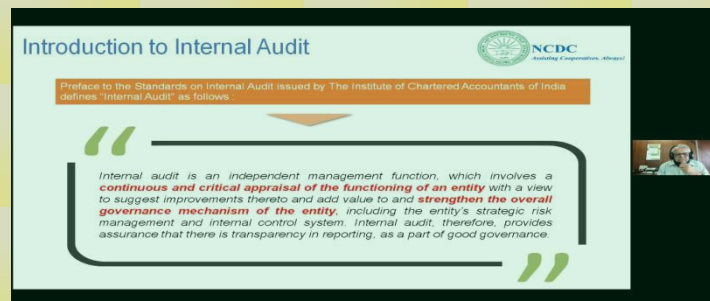 Introduction to Internal Audit
NCDC
Assisting Cooperatives. Always!
Preface to the Standards on Internal Audit issued by The Institute of Chartered Accountants of India
defines "Internal Audit" as follows :
Internal audit is an independent management function, which involves a
continuous and critical appraisal of the functioning of an entity with a view
to suggest improvements thereto and add value to and strengthen the overall
governance mechanism of the entity, including the entity's strategic risk
management and internal control system. Internal audit, therefore, provides
assurance that there is transparency in reporting, as a part of good governance.